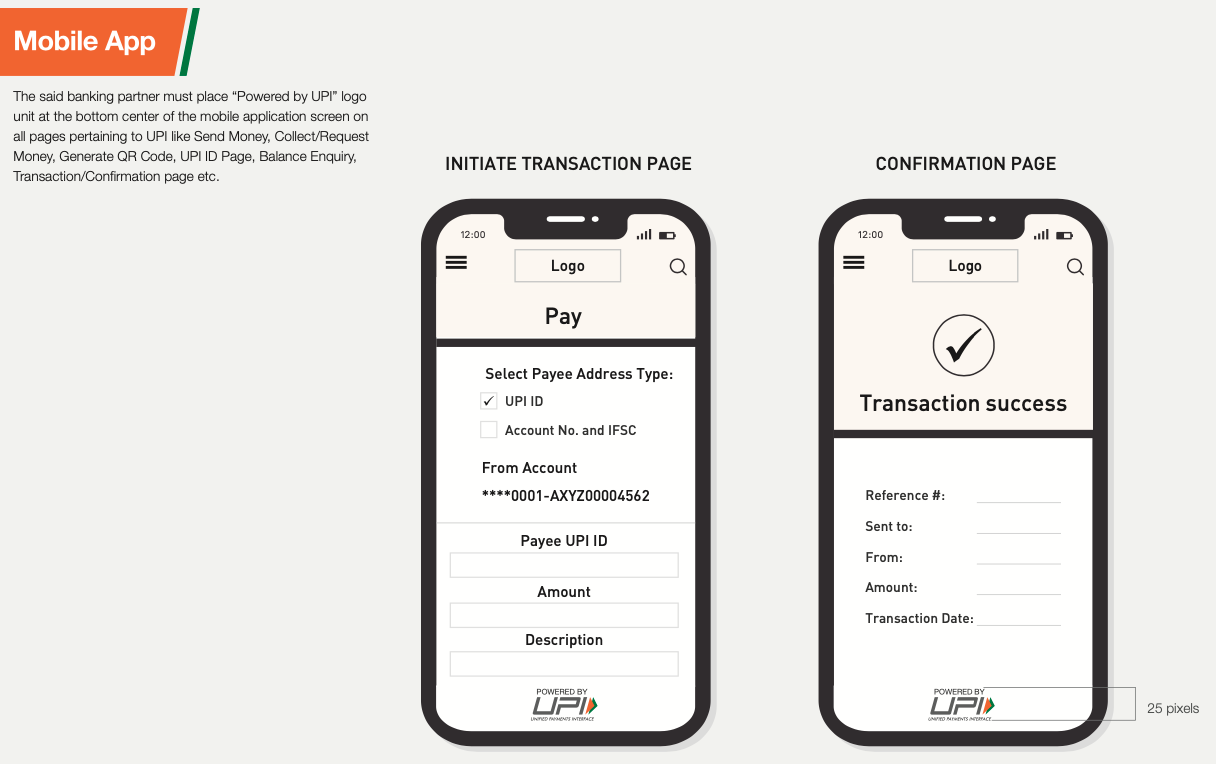 Mobile App
The said banking partner must place “Powered by UPI” logo
unit at the bottom center of the mobile application screen on
all pages pertaining to UPI like Send Money, Collect/Request
Money, Generate QR Code, UPI ID Page, Balance Enquiry,
Transaction/Confirmation page etc.
INITIATE TRANSACTION PAGE
12:00
Logo
Pay
Select Payee Address Type:
UPI ID
Account No. and IFSC
From Account
****0001-AXYZ00004562
Payee UPI ID
Amount
Description
POWERED BY
UPI
UNIFIED PAYMENTS INTERFACE
CONFIRMATION PAGE
12:00
Logo
Transaction success
Reference #:
Sent to:
From:
Amount:
Transaction Date:
POWERED BY
UPI
UNIFIED PAYMENTS INTERFACE
25 pixels